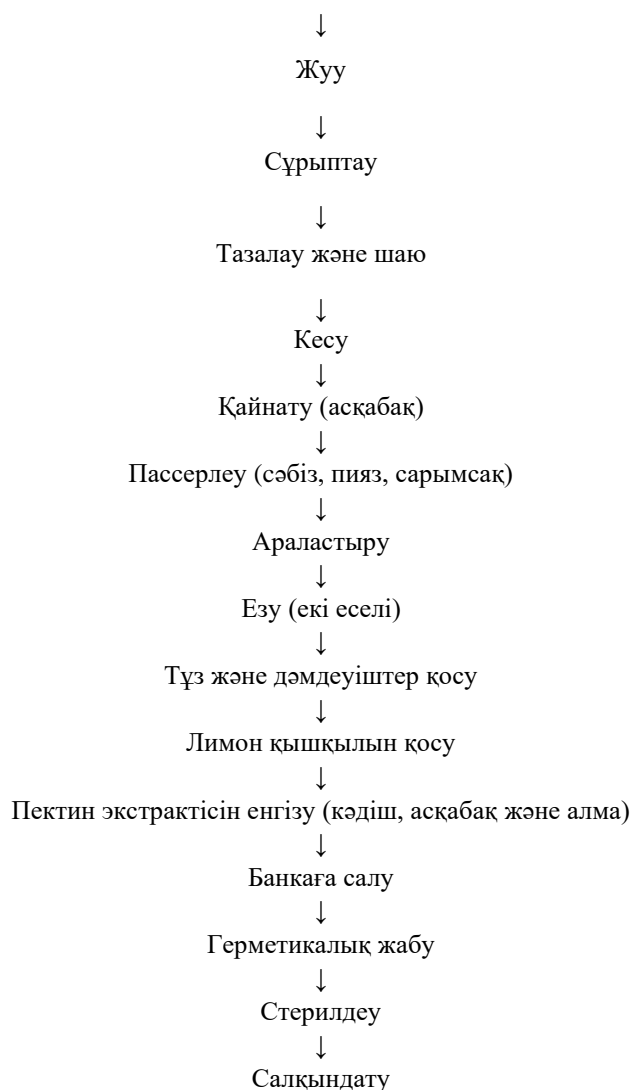 ↓
Жуу
↓
Сұрыптау
↓
Тазалау және шаю
↓
Кесу
↓
Қайнату (асқабақ)
↓
Пассерлеу (сәбіз, пияз, сарымсақ)
↓
Араластыру
↓
Езу (екі еселі)
↓
Тұз және дәмдеуіштер қосу
↓
Лимон қышқылын қосу
↓
Пектин экстрактісін енгізу (кәдіш, асқабақ және алма)
↓
Банкаға салу
↓
Герметикалық жабу
↓
Стерилдеу
↓
Салқындату